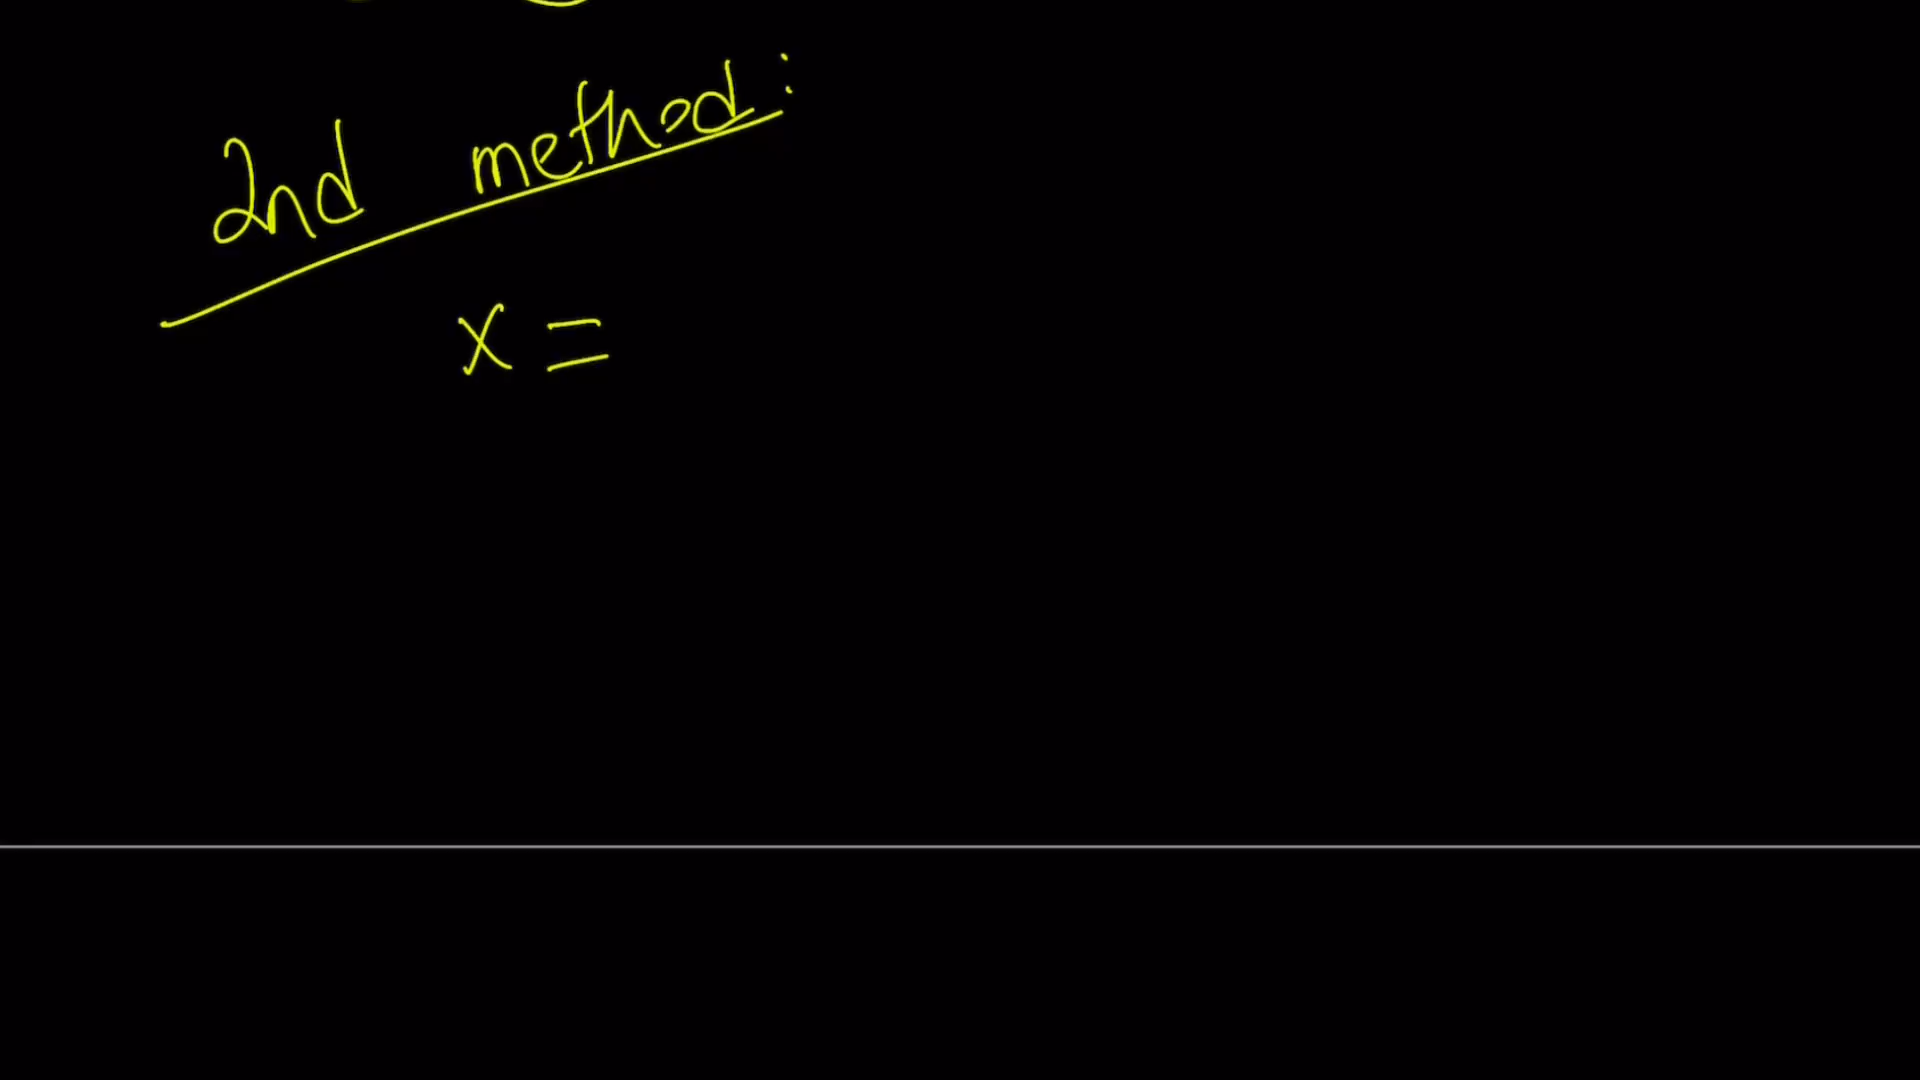 2nd method:
x =